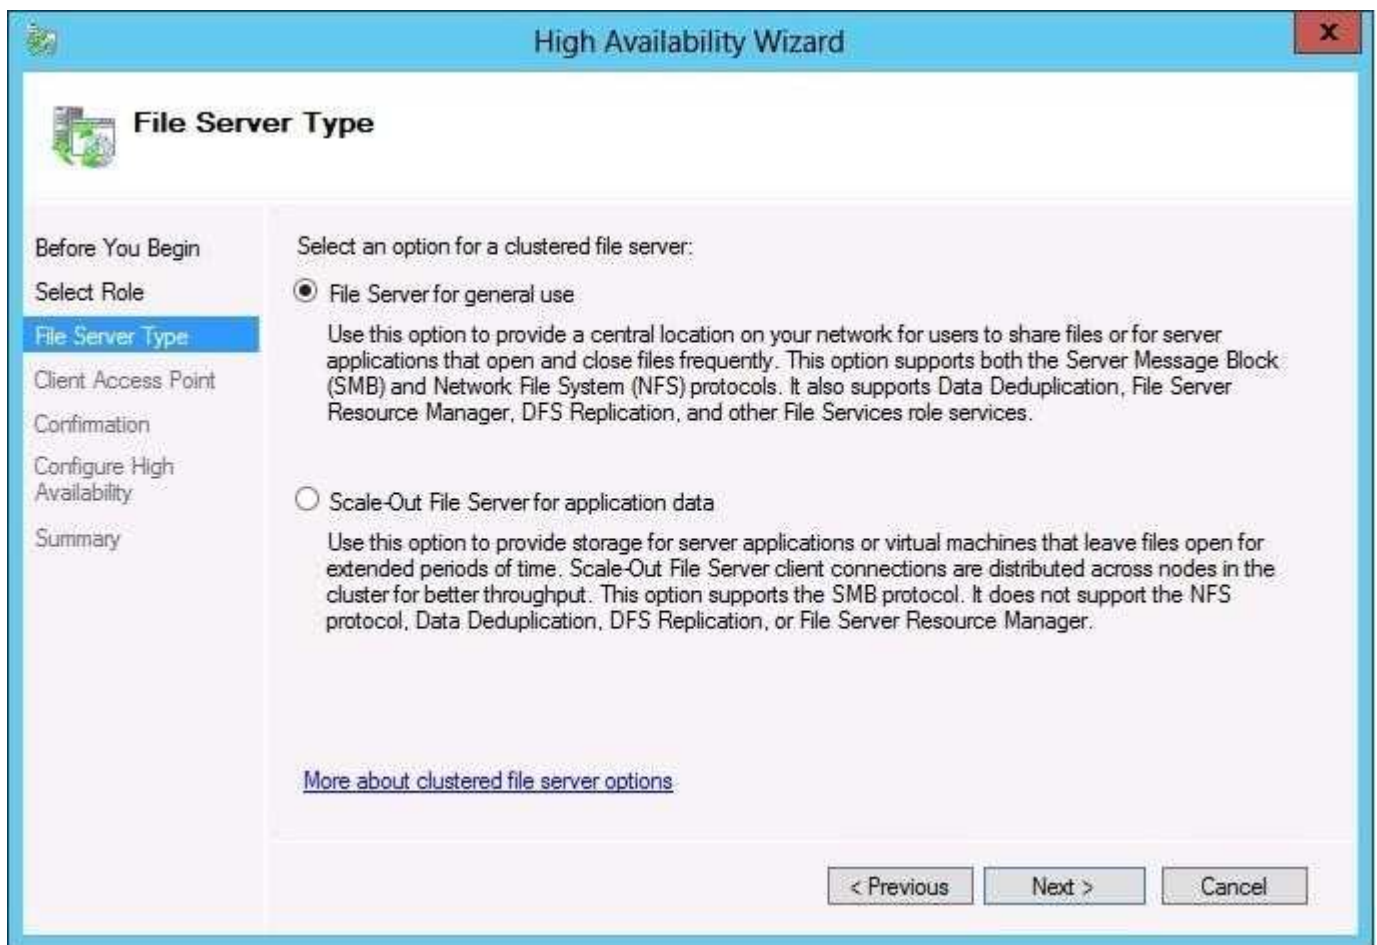 High Availability Wizard
x
File Server Type
Before You Begin
Select Role
File Server Type
Client Access Point
Confirmation
Configure High
Availability
Summary
Select an option for a clustered file server:
File Server for general use
Use this option to provide a central location on your network for users to share files or for server
applications that open and close files frequently. This option supports both the Server Message Block
(SMB) and Network File System (NFS) protocols. It also supports Data Deduplication, File Server
Resource Manager, DFS Replication, and other File Services role services.
Scale-Out File Server for application data
Use this option to provide storage for server applications or virtual machines that leave files open for
extended periods of time. Scale-Out File Server client connections are distributed across nodes in the
cluster for better throughput. This option supports the SMB protocol. It does not support the NFS
protocol, Data Deduplication, DFS Replication, or File Server Resource Manager.
More about clustered file server options
< Previous
Next >
Cancel